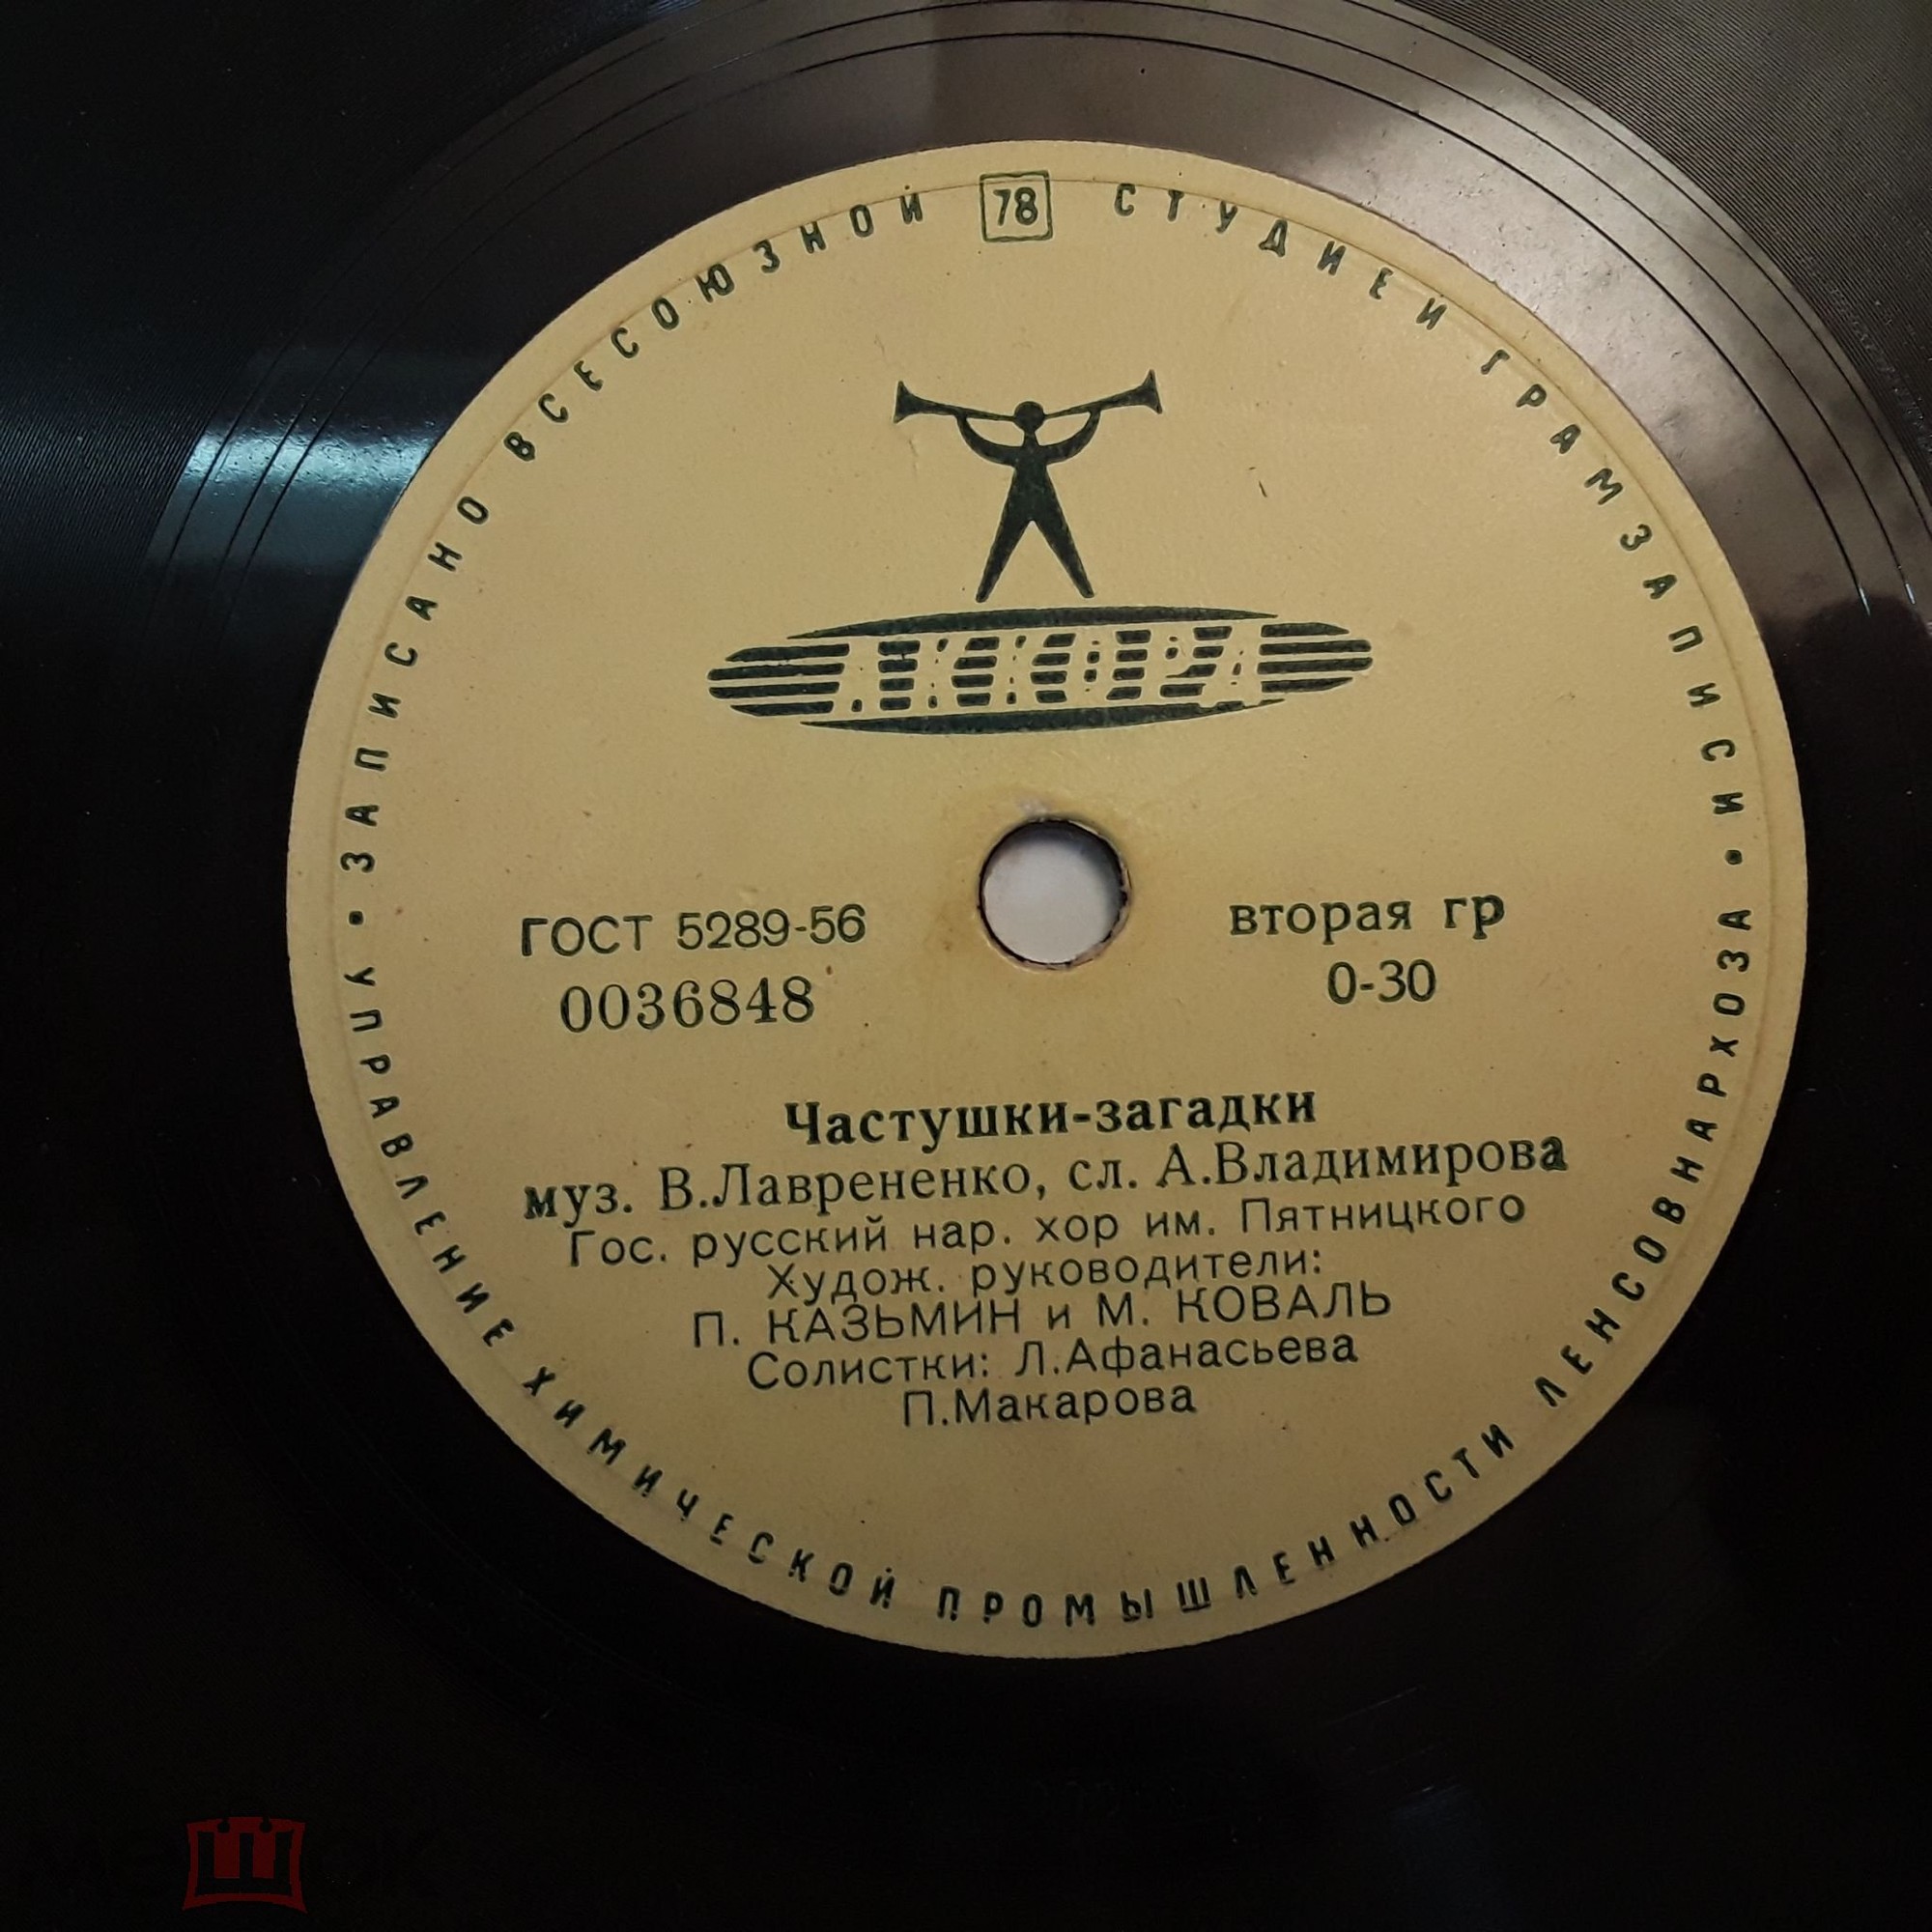 ЗАПИСАНО ВСЕСОЮЗНОЙ 78 СТУДИЕЙ ГРАМЗАПИСИ
АККОРД
ГОСТ 5289-56
0036848
вторая гр
0-30
Частушки-загадки
муз. В.Лаврененко, сл. А.Владимирова
Гос. русский нар. хор им. Пятницкого
Худож. руководители:
П. КАЗЬМИН и М. КОВАЛЬ
Солистки: Л.Афанасьева
П.Макарова
• УПРАВЛЕНИЕ ХИМИЧЕСКОЙ ПРОМЫШЛЕННОСТИ ЛЕНСОВНАРХОЗА •
Ш